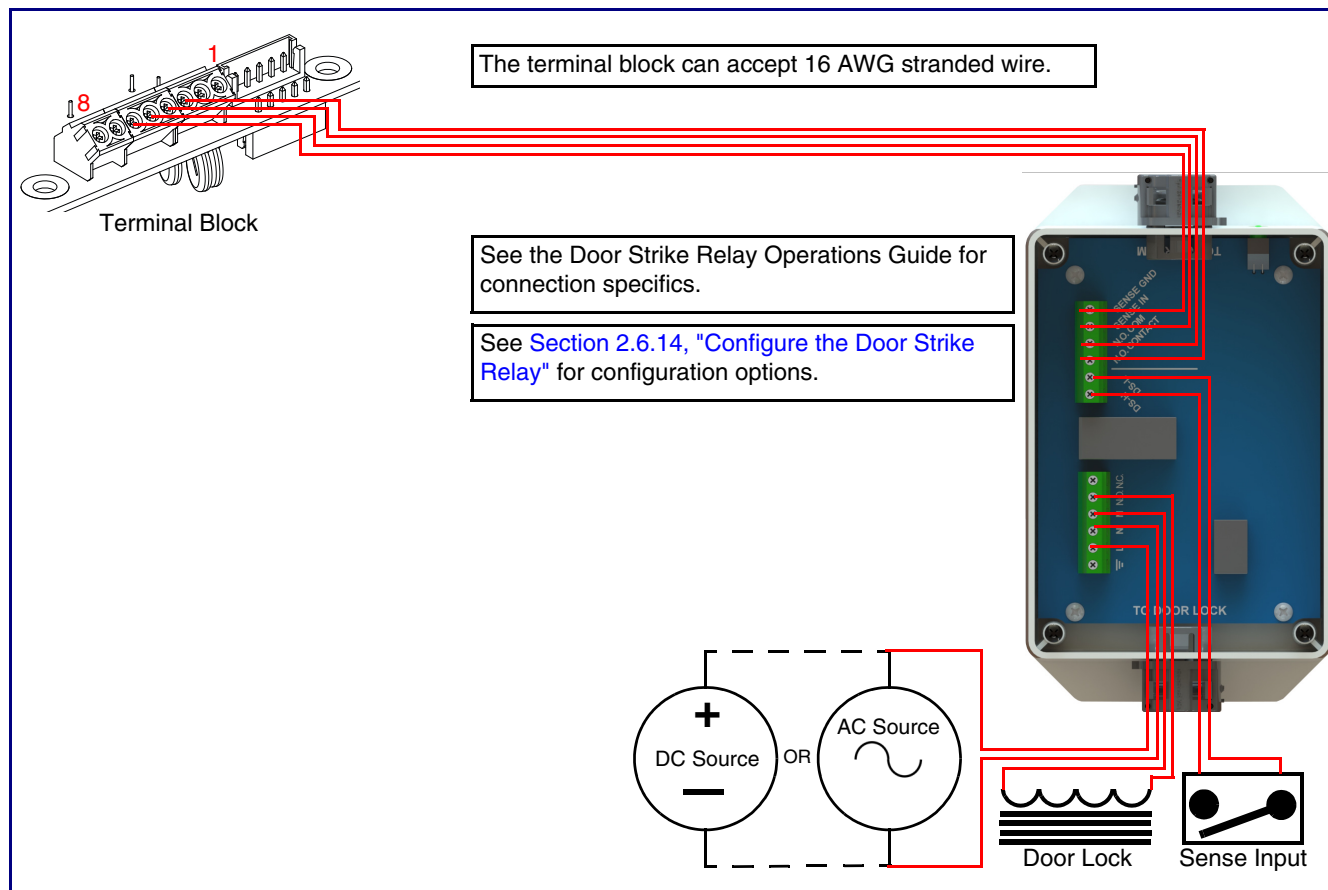 1
The terminal block can accept 16 AWG stranded wire.
8
Terminal Block
See the Door Strike Relay Operations Guide for
connection specifics.
See Section 2.6.14, "Configure the Door Strike
Relay" for configuration options.
SENSE GND
SENSE IN
N.O. COM
N.O. CONTACT
N.C.
N.O.
N
N
L
TO DOOR LOCK
+
DC Source
OR
AC Source
Door Lock
Sense Input